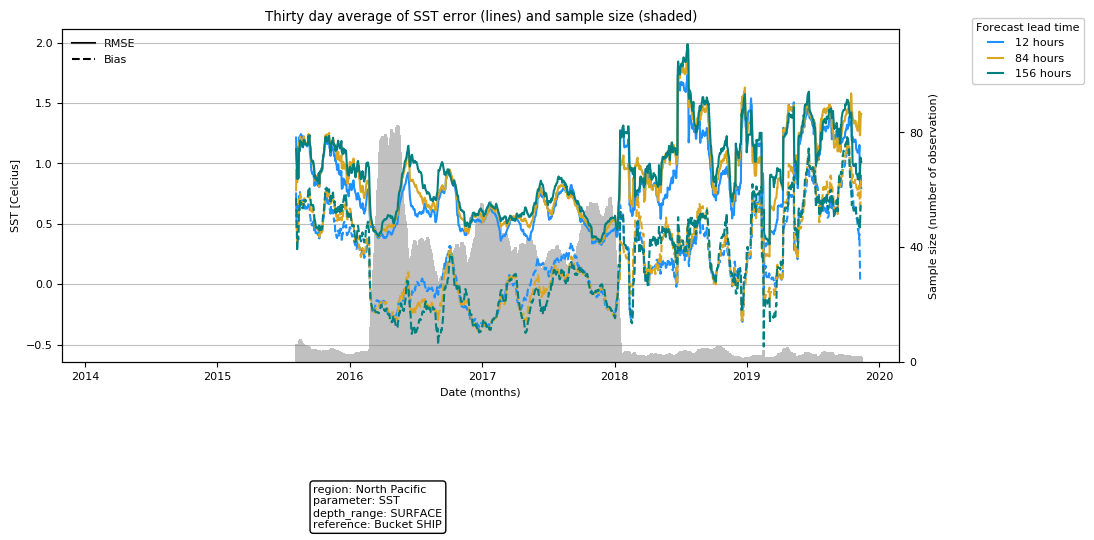 Thirty day average of SST error (lines) and sample size (shaded)
Forecast lead time
12 hours
84 hours
156 hours
RMSE
Bias
SST [Celcius]
2.0
1.5
1.0
0.5
0.0
−0.5
Sample size (number of observation)
80
40
0
2014 2015 2016 2017 2018 2019 2020
Date (months)
region: North Pacific
parameter: SST
depth_range: SURFACE
reference: Bucket SHIP